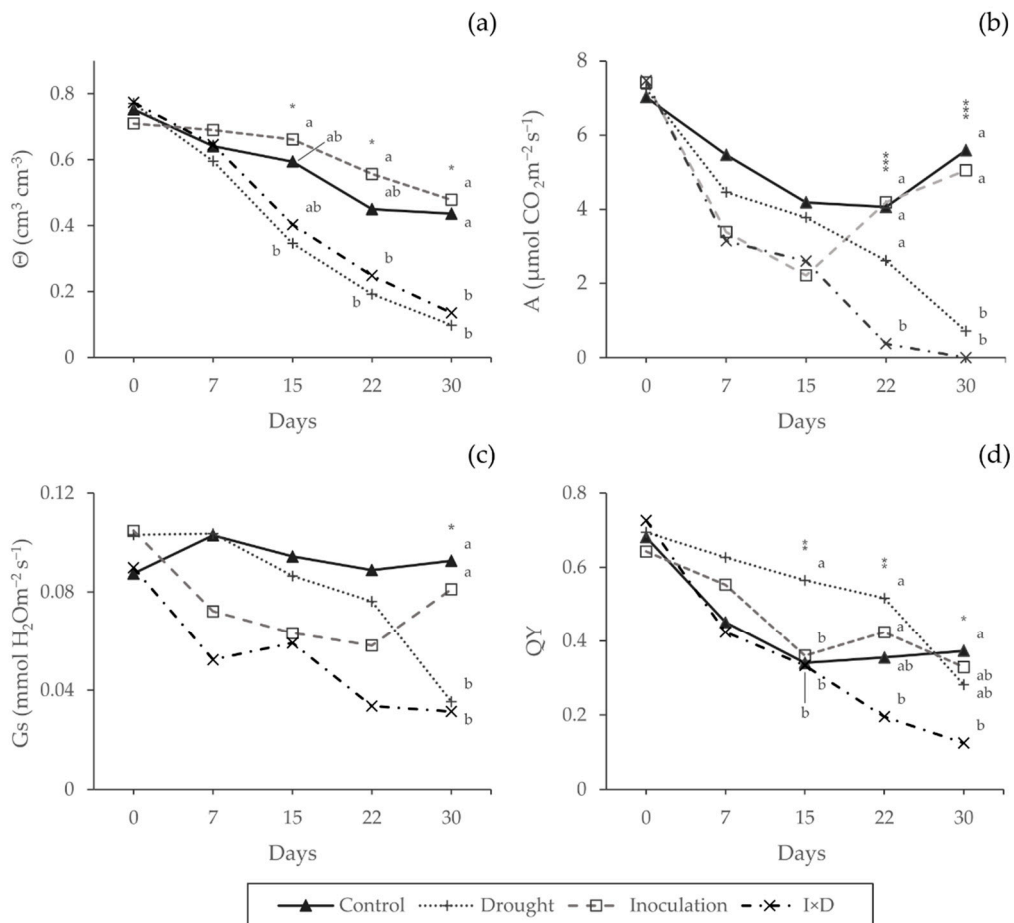 (a)
Θ (cm³ cm⁻³)
0.8
0.6
0.4
0.2
0
*
a
ab
*
a
ab
*
a
a
ab
b
b
b
b
b
0 7 15 22 30
Days
(b)
A (μmol CO₂m⁻² s⁻¹)
8
6
4
2
0
***
a
a
***
a
a
a
b
b
b
0 7 15 22 30
Days
(c)
Gs (mmol H₂Om⁻² s⁻¹)
0.12
0.08
0.04
0
*
a
a
b
b
0 7 15 22 30
Days
(d)
QY
0.8
0.6
0.4
0.2
0
**
a
**
a
*
b
a
a
b
ab
ab
b
b
ab
b
0 7 15 22 30
Days
Control Drought Inoculation I×D